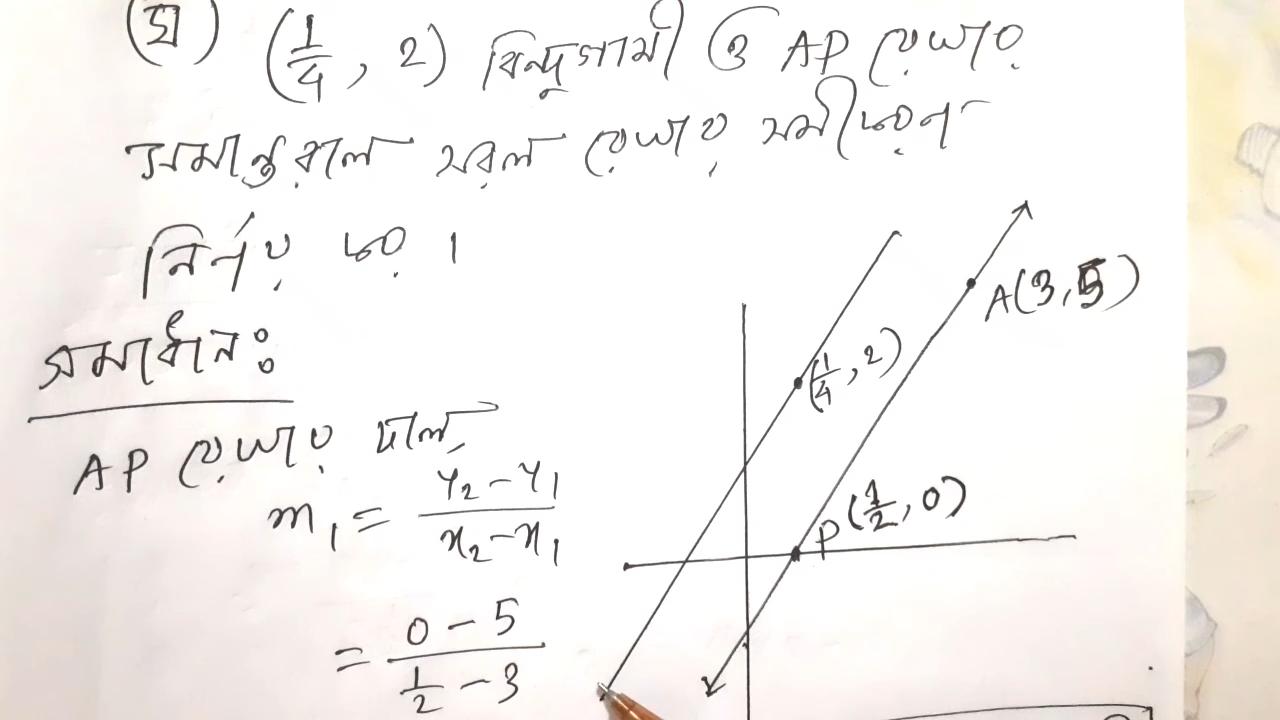 (ঘ) (1/4, 2) বিন্দুগামী ও AP রেখার
সমান্তরাল সরল রেখার সমীকরণ
নির্ণয় কর।
সমাধান:
AP রেখার ঢাল,
m₁ = (y₂-y₁)/(x₂-x₁)
= (0-5)/(1/2-3)
A(3,5)
(1/4, 2)
P(1/2, 0)